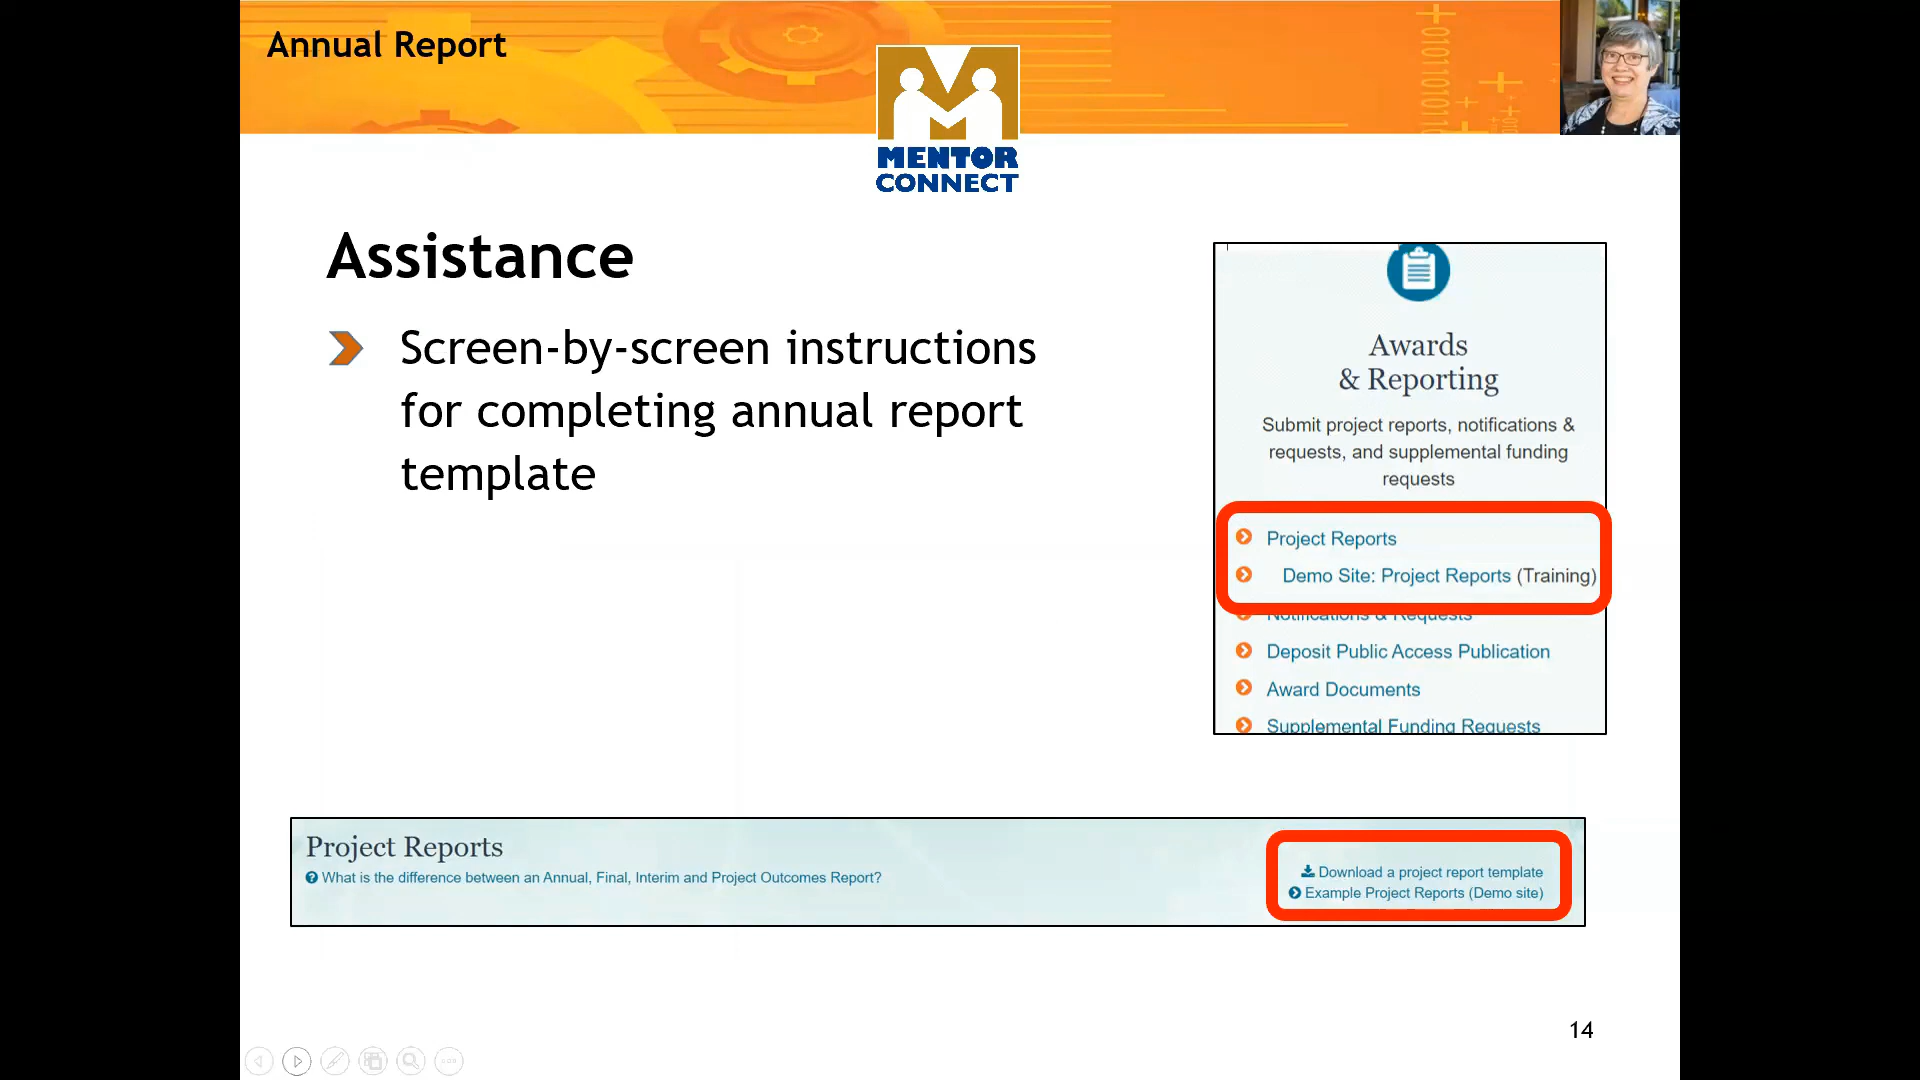 Annual Report
MENTOR
CONNECT
Assistance
Screen-by-screen instructions
for completing annual report
template
Awards
& Reporting
Submit project reports, notifications &
requests, and supplemental funding
requests
Project Reports
Demo Site: Project Reports (Training)
Notifications & Requests
Deposit Public Access Publication
Award Documents
Supplemental Funding Requests
Project Reports
What is the difference between an Annual, Final, Interim and Project Outcomes Report?
Download a project report template
Example Project Reports (Demo site)
14